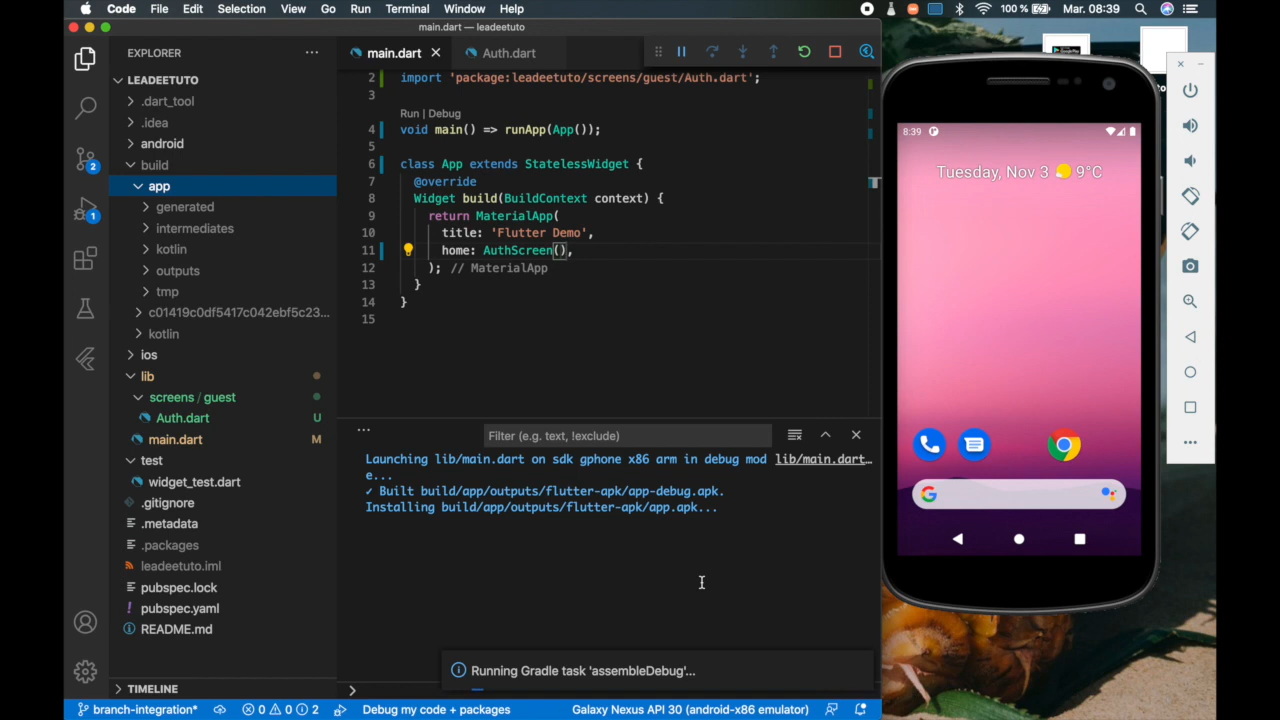 Code File Edit Selection View Go Run Terminal Window Help
100 % Mar. 08:39
main.dart — leadeetuto
EXPLORER
LEADEETUTO
.dart_tool
.idea
android
build
app
generated
intermediates
kotlin
outputs
tmp
c01419c0df5417c042ebf5c23...
kotlin
ios
lib
screens / guest
Auth.dart U
main.dart M
test
widget_test.dart
.gitignore
.metadata
.packages
leadeetuto.iml
pubspec.lock
pubspec.yaml
README.md
TIMELINE
2
1
main.dart Auth.dart
2 import 'package:leadeetuto/screens/guest/Auth.dart';
3
Run | Debug
4 void main() => runApp(App());
5
6 class App extends StatelessWidget {
7 @override
8 Widget build(BuildContext context) {
9 return MaterialApp(
10 title: 'Flutter Demo',
11 home: AuthScreen(),
12 ); // MaterialApp
13 }
14 }
15
Filter (e.g. text, !exclude)
Launching lib/main.dart on sdk gphone x86 arm in debug mod lib/main.dart...
e...
✓ Built build/app/outputs/flutter-apk/app-debug.apk.
Installing build/app/outputs/flutter-apk/app.apk...
Running Gradle task 'assembleDebug'...
branch-integration* 0 0 2 Debug my code + packages Galaxy Nexus API 30 (android-x86 emulator)
8:39
Tuesday, Nov 3 9°C